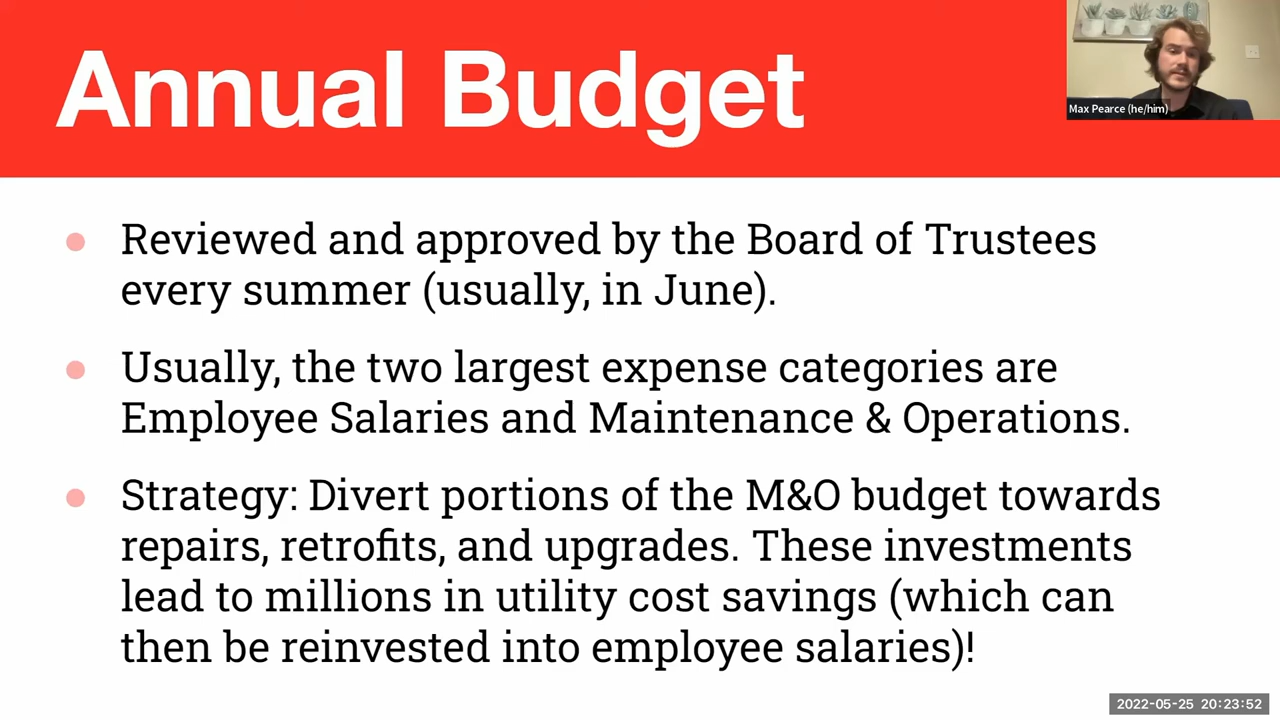 Annual Budget
Max Pearce (he/him)
● Reviewed and approved by the Board of Trustees
every summer (usually, in June).
● Usually, the two largest expense categories are
Employee Salaries and Maintenance & Operations.
● Strategy: Divert portions of the M&O budget towards
repairs, retrofits, and upgrades. These investments
lead to millions in utility cost savings (which can
then be reinvested into employee salaries)!
2022-05-25 20:23:52